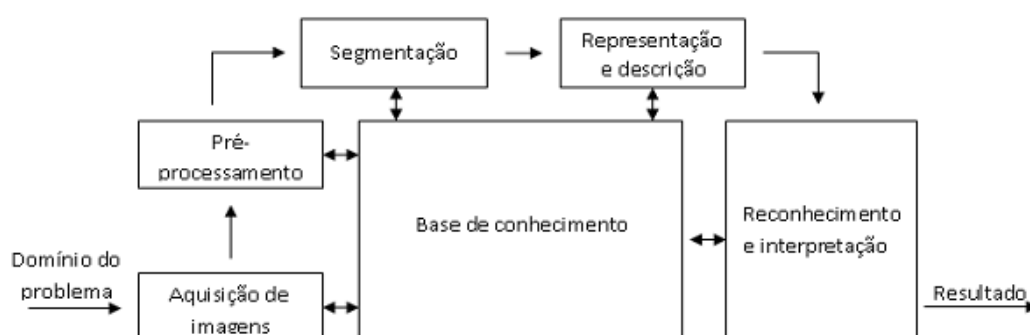 Segmentação
Representação
e descrição
Pré-
processamento
Base de conhecimento
Reconhecimento
e interpretação
Domínio do
problema
Aquisição de
imagens
Resultado